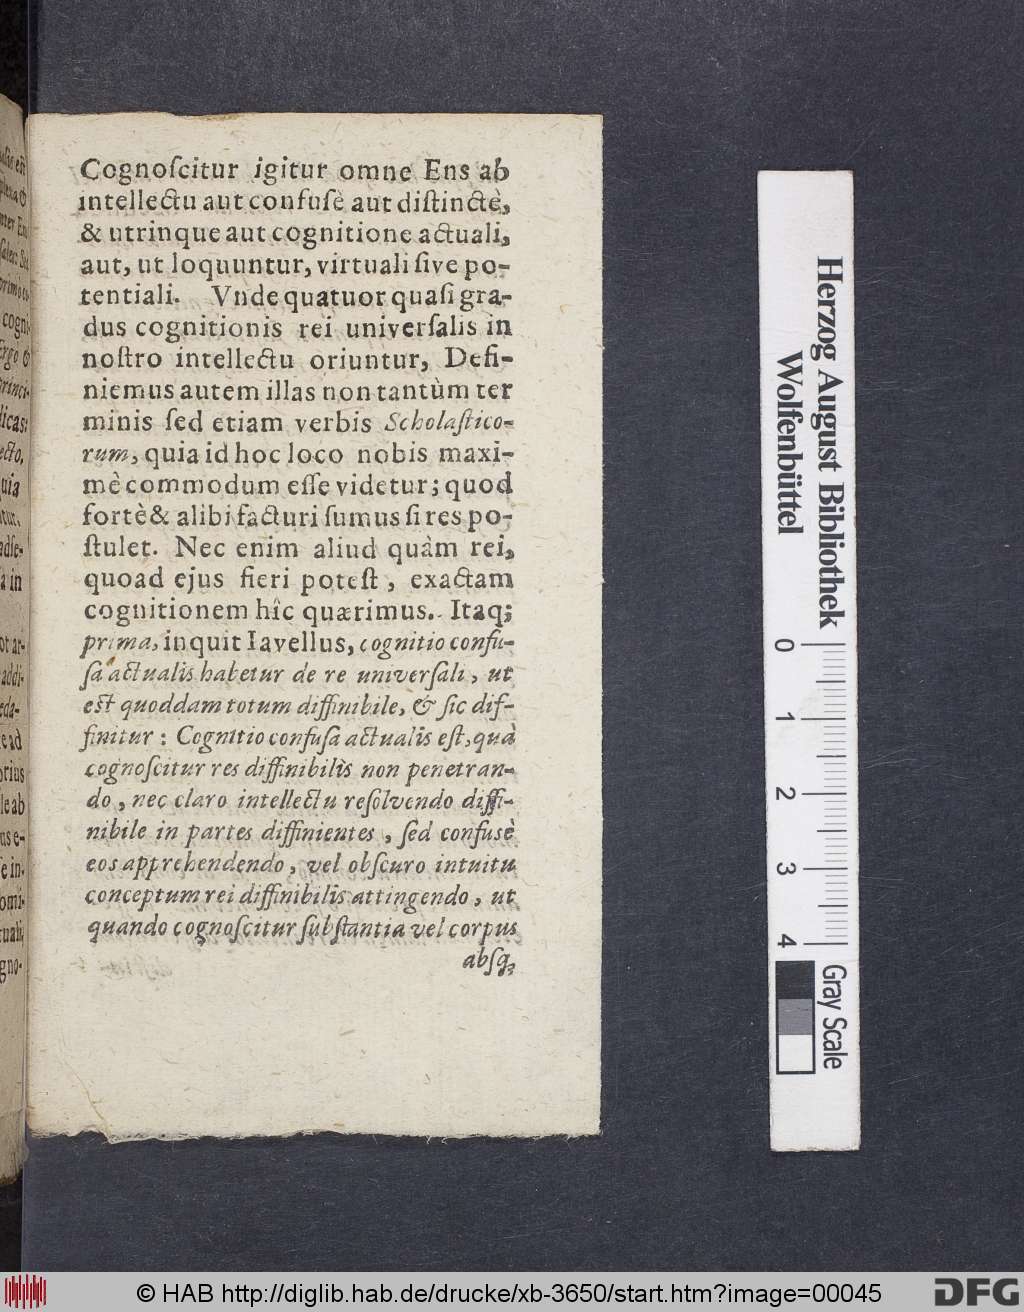 Cognoſcitur igitur omne Ens ab
intellectu aut confuſè aut diſtinctè,
& utrinque aut cognitione actuali,
aut, ut loquuntur, virtuali ſive po-
tentiali. Vnde quatuor quaſi gra-
dus cognitionis rei univerſalis in
noſtro intellectu oriuntur, Defi-
niemus autem illas non tantùm ter
minis ſed etiam verbis Scholaſtico-
rum, quia id hoc loco nobis maxi-
mè commodum eſſe videtur; quod
fortè & alibi facturi ſumus ſi res po-
ſtulet. Nec enim aliud quàm rei,
quoad ejus fieri poteſt, exactam
cognitionem hîc quærimus. Itaq;
prima, inquit Iavellus, cognitio confu-
ſa actualis habetur de re univerſali, ut
eſt quoddam totum diffinibile, & ſic dif-
finitur: Cognitio confuſa actualis eſt, quà
cognoſcitur res diffinibilis non penetran-
do, nec claro intellectu reſolvendo diffi-
nibile in partes diffinientes, ſed confusè
eos apprehendendo, vel obſcuro intuitu
conceptum rei diffinibilis attingendo, ut
quando cognoſcitur ſubſtantia vel corpus
abſq;
Herzog August Bibliothek
Wolfenbüttel
0 1 2 3 4
Gray Scale
© HAB http://diglib.hab.de/drucke/xb-3650/start.htm?image=00045
DFG